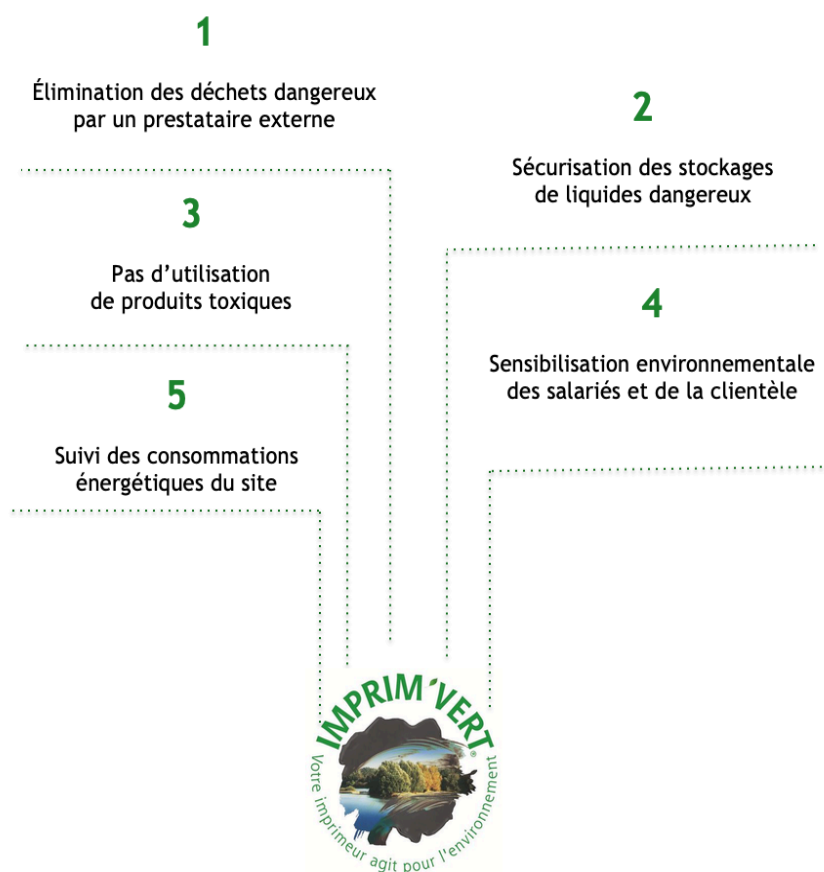 1
Élimination des déchets dangereux
par un prestataire externe
2
Sécurisation des stockages
de liquides dangereux
3
Pas d’utilisation
de produits toxiques
4
Sensibilisation environnementale
des salariés et de la clientèle
5
Suivi des consommations
énergétiques du site
IMPRIM'VERT®
Votre imprimeur agit pour l'environnement